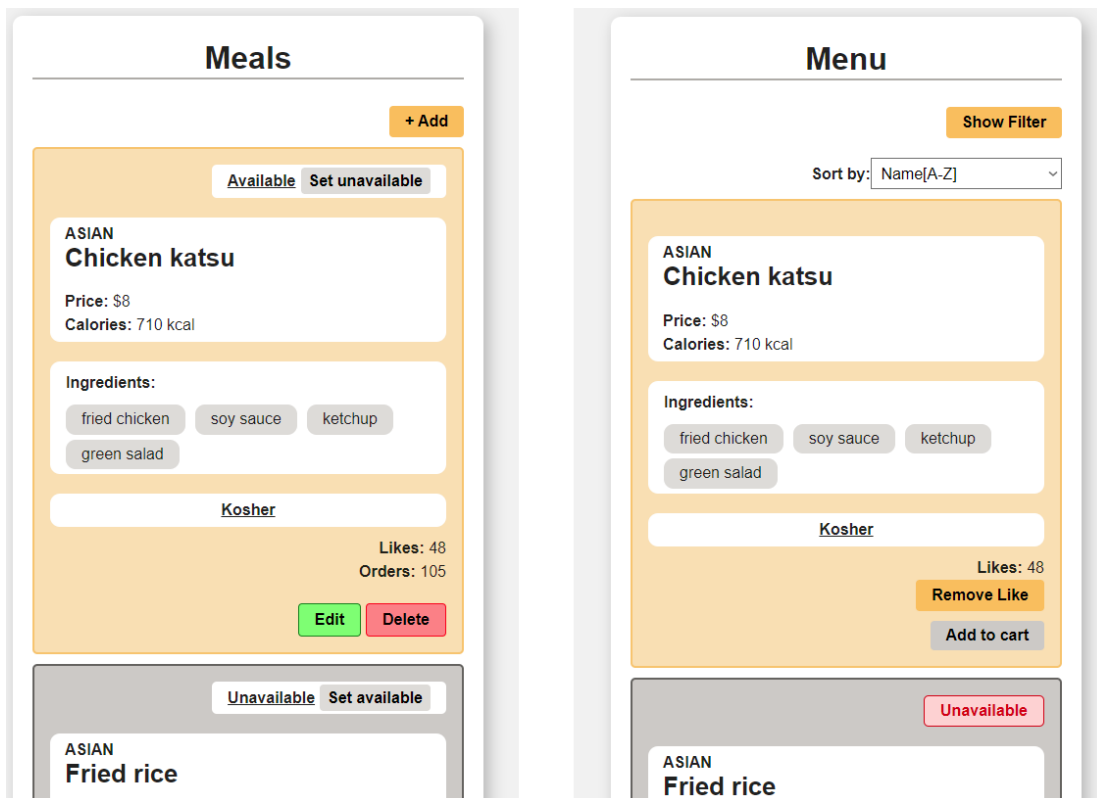 Meals
+ Add
Available Set unavailable
ASIAN
Chicken katsu
Price: $8
Calories: 710 kcal
Ingredients:
fried chicken soy sauce ketchup
green salad
Kosher
Likes: 48
Orders: 105
Edit Delete
Unavailable Set available
ASIAN
Fried rice
Menu
Show Filter
Sort by: Name[A-Z]
ASIAN
Chicken katsu
Price: $8
Calories: 710 kcal
Ingredients:
fried chicken soy sauce ketchup
green salad
Kosher
Likes: 48
Remove Like
Add to cart
Unavailable
ASIAN
Fried rice